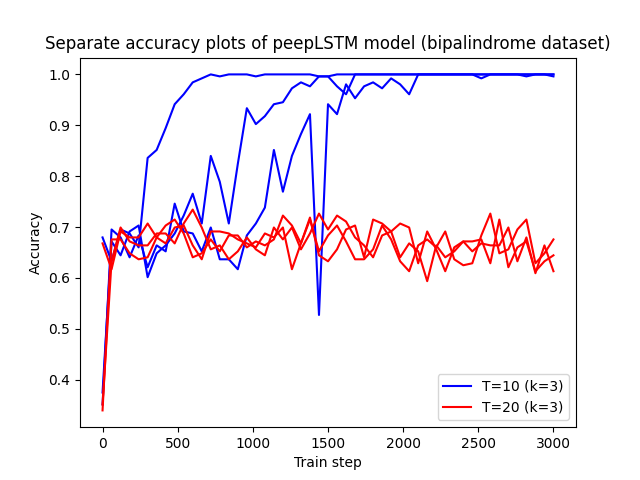 Separate accuracy plots of peepLSTM model (bipalindrome dataset)
1.0
0.9
0.8
0.7
0.6
0.5
0.4
Accuracy
T=10 (k=3)
T=20 (k=3)
0 500 1000 1500 2000 2500 3000
Train step